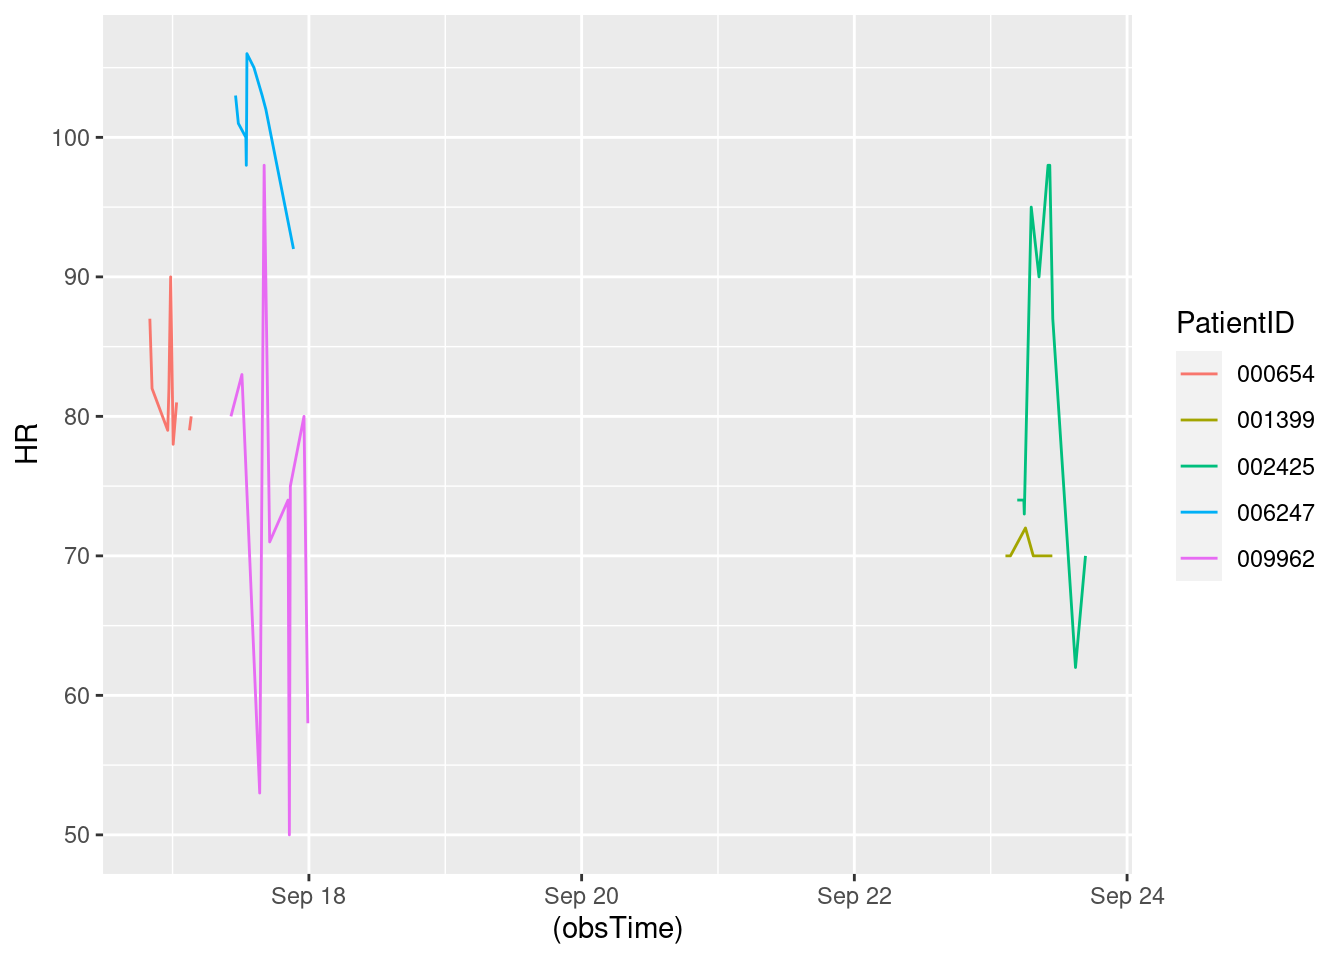 100
90
80
70
60
50
HR
Sep 18
Sep 20
Sep 22
Sep 24
(obsTime)
PatientID
000654
001399
002425
006247
009962